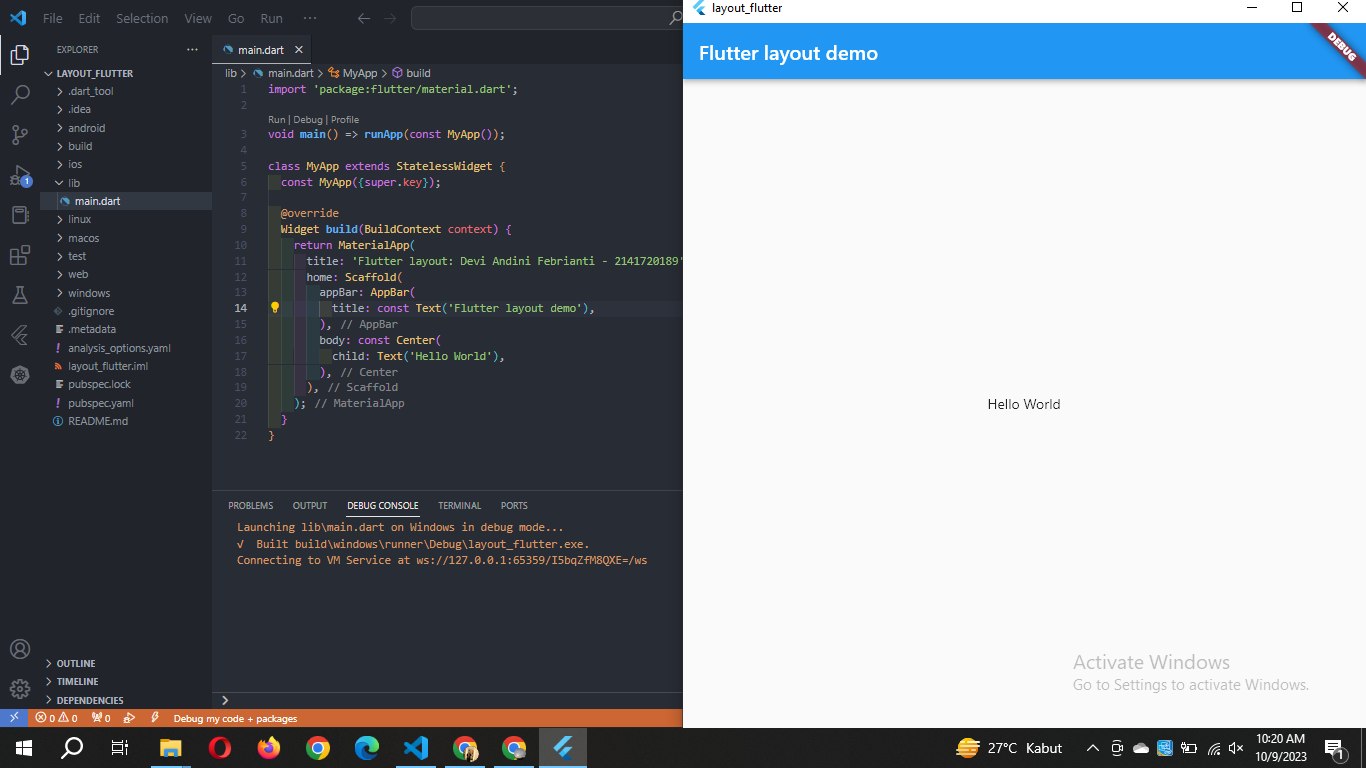 File Edit Selection View Go Run ···
EXPLORER ···
LAYOUT_FLUTTER
.dart_tool
.idea
android
build
ios
lib
main.dart
linux
macos
test
web
windows
.gitignore
.metadata
analysis_options.yaml
layout_flutter.iml
pubspec.lock
pubspec.yaml
README.md
OUTLINE
TIMELINE
DEPENDENCIES
1
main.dart
lib > main.dart > MyApp > build
1 import 'package:flutter/material.dart';
2
Run | Debug | Profile
3 void main() => runApp(const MyApp());
4
5 class MyApp extends StatelessWidget {
6 const MyApp({super.key});
7
8 @override
9 Widget build(BuildContext context) {
10 return MaterialApp(
11 title: 'Flutter layout: Devi Andini Febrianti - 2141720189'
12 home: Scaffold(
13 appBar: AppBar(
14 title: const Text('Flutter layout demo'),
15 ), // AppBar
16 body: const Center(
17 child: Text('Hello World'),
18 ), // Center
19 ), // Scaffold
20 ); // MaterialApp
21 }
22 }
PROBLEMS OUTPUT DEBUG CONSOLE TERMINAL PORTS
Launching lib\main.dart on Windows in debug mode...
√ Built build\windows\runner\Debug\layout_flutter.exe.
Connecting to VM Service at ws://127.0.0.1:65359/I5bqZfM8QXE=/ws
0 0 0 Debug my code + packages
layout_flutter
Flutter layout demo
DEBUG
Hello World
Activate Windows
Go to Settings to activate Windows.
27°C Kabut
10:20 AM
10/9/2023
1